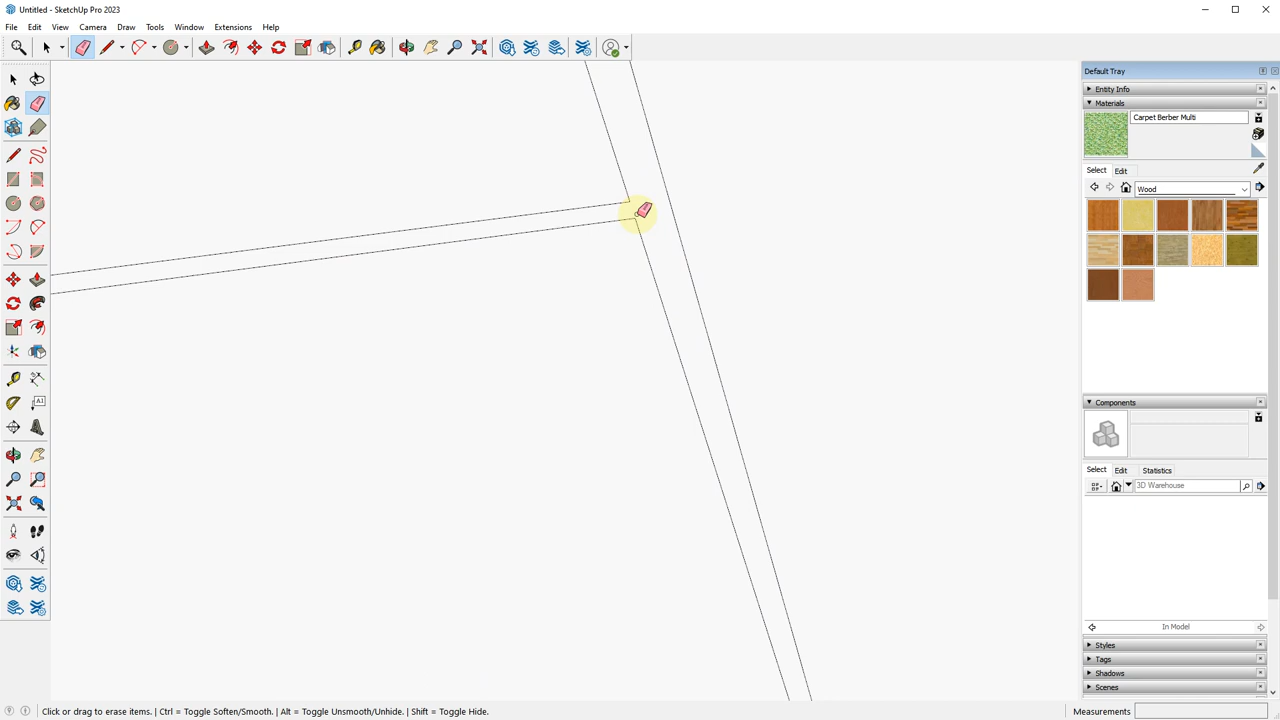 Untitled - SketchUp Pro 2023
File Edit View Camera Draw Tools Window Extensions Help
Default Tray
Entity Info
Materials
Carpet Berber Multi
Select Edit
Wood
Components
Select Edit Statistics
3D Warehouse
In Model
Styles
Tags
Shadows
Scenes
Click or drag to erase items. | Ctrl = Toggle Soften/Smooth. | Alt = Toggle Unsmooth/Unhide. | Shift = Toggle Hide.
Measurements